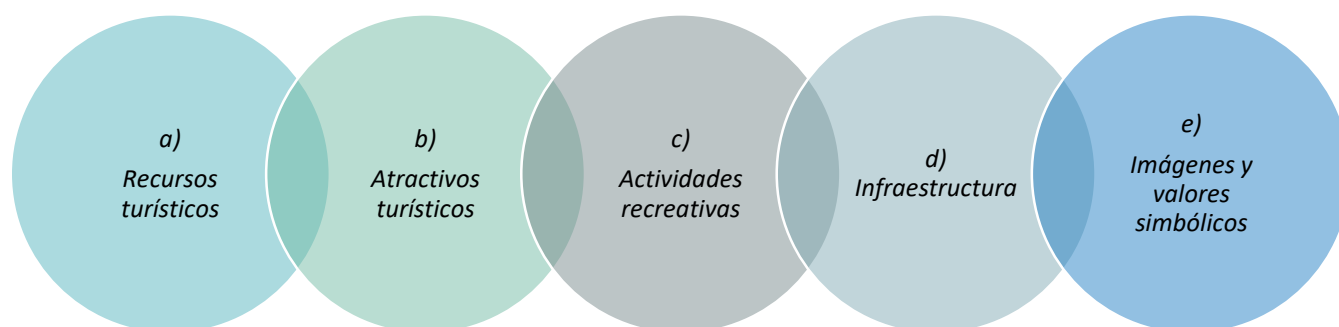 a)
Recursos
turísticos
b)
Atractivos
turísticos
c)
Actividades
recreativas
d)
Infraestructura
e)
Imágenes y
valores
simbólicos